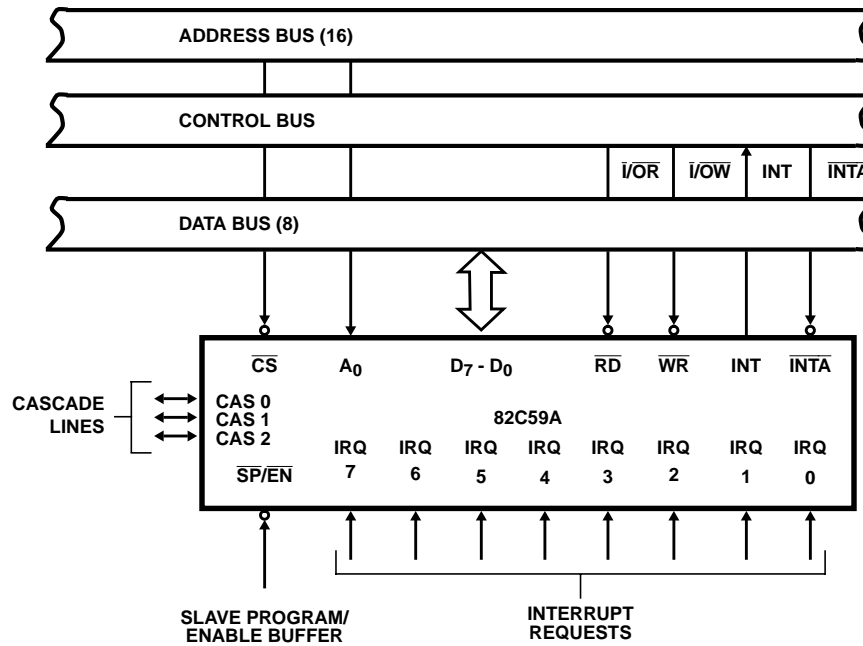 ADDRESS BUS (16)
CONTROL BUS
I/OR I/OW INT INTA
DATA BUS (8)
CS A0 D7 - D0 RD WR INT INTA
CASCADE LINES
CAS 0
CAS 1
CAS 2
82C59A
IRQ IRQ IRQ IRQ IRQ IRQ IRQ IRQ
SP/EN 7 6 5 4 3 2 1 0
SLAVE PROGRAM/
ENABLE BUFFER
INTERRUPT
REQUESTS